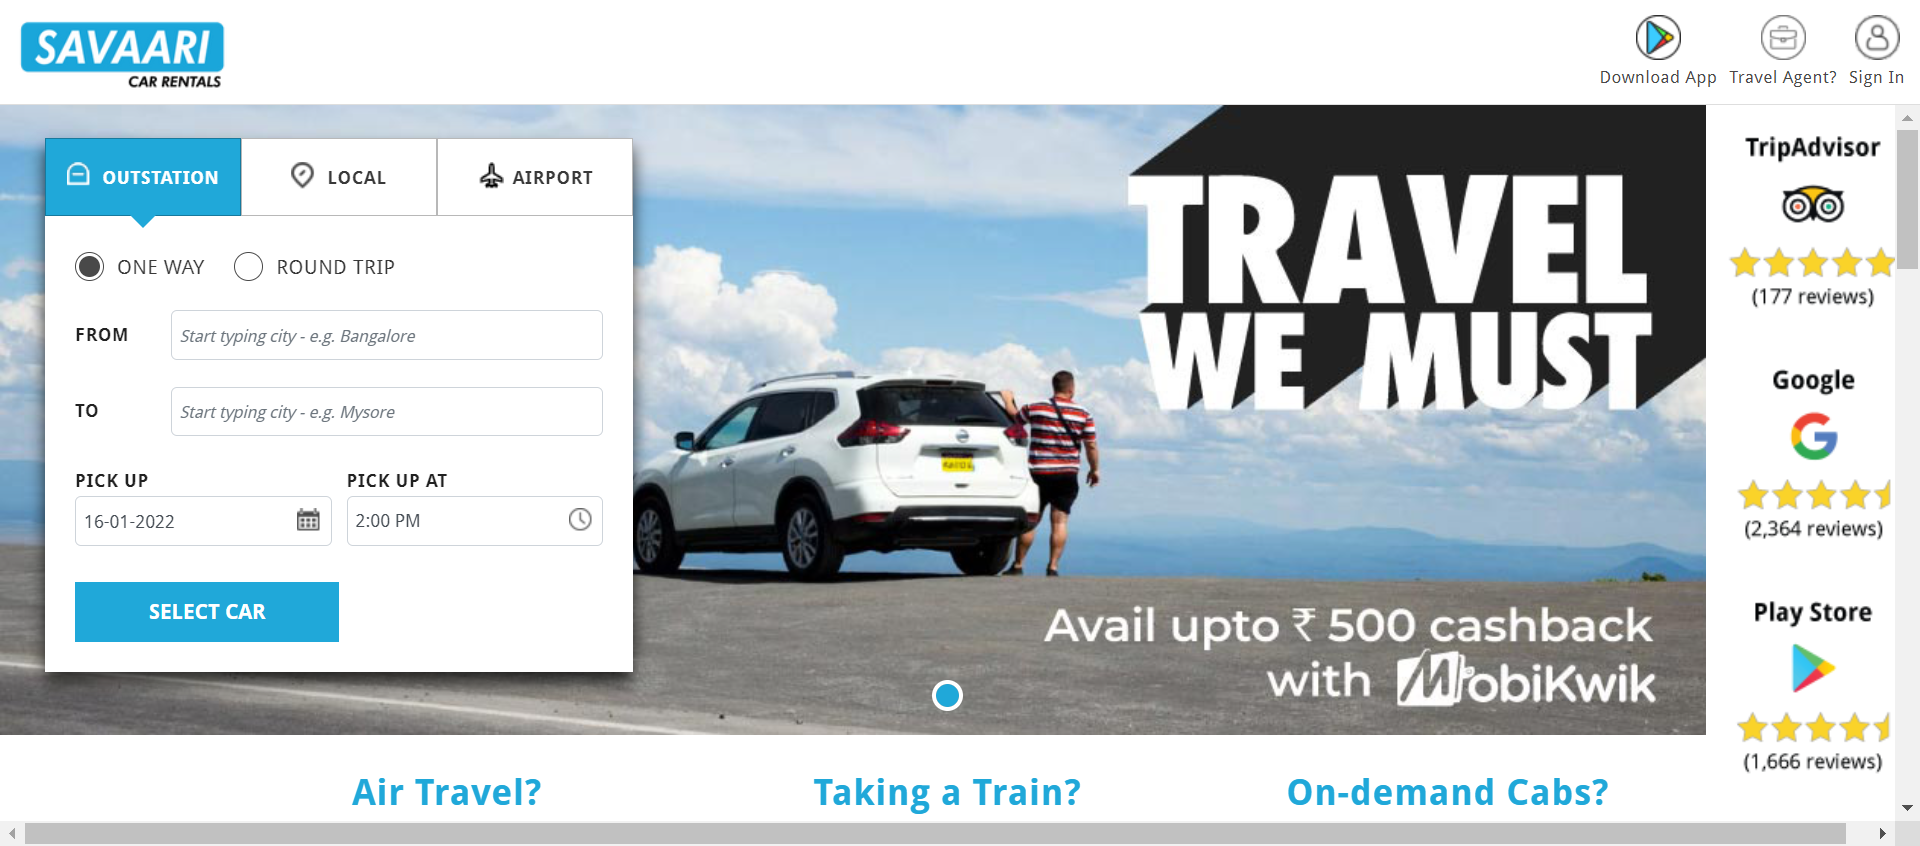 SAVAARI
CAR RENTALS
Download App
Travel Agent?
Sign In
OUTSTATION
LOCAL
AIRPORT
ONE WAY
ROUND TRIP
FROM
Start typing city - e.g. Bangalore
TO
Start typing city - e.g. Mysore
PICK UP
PICK UP AT
16-01-2022
2:00 PM
SELECT CAR
TRAVEL
WE MUST
Avail upto ₹ 500 cashback
with MobiKwik
TripAdvisor
(177 reviews)
Google
(2,364 reviews)
Play Store
(1,666 reviews)
Air Travel?
Taking a Train?
On-demand Cabs?